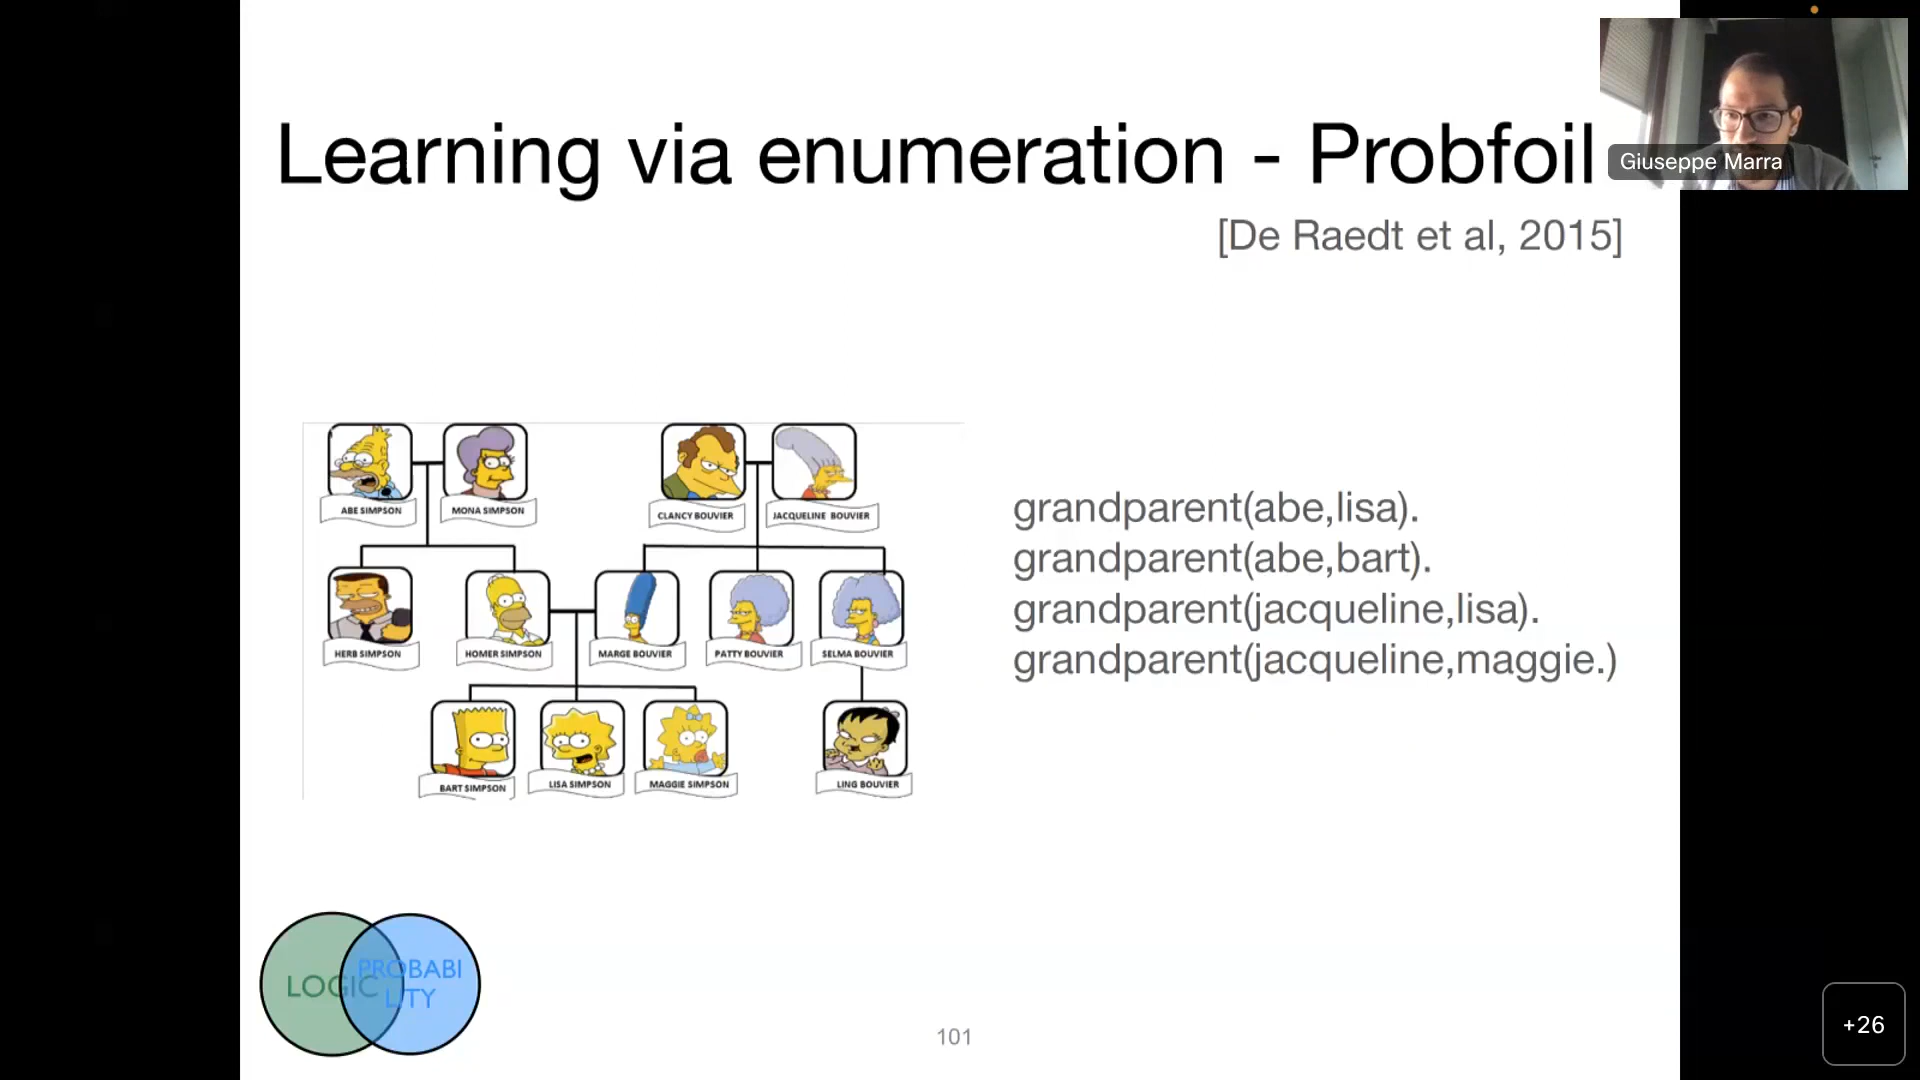 Learning via enumeration - Probfoil
Giuseppe Marra
[De Raedt et al, 2015]
ABE SIMPSON
MONA SIMPSON
CLANCY BOUVIER
JACQUELINE BOUVIER
grandparent(abe,lisa).
grandparent(abe,bart).
grandparent(jacqueline,lisa).
grandparent(jacqueline,maggie.)
HERB SIMPSON
HOMER SIMPSON
MARGE BOUVIER
PATTY BOUVIER
SELMA BOUVIER
BART SIMPSON
LISA SIMPSON
MAGGIE SIMPSON
LING BOUVIER
LOGIC
PROBABI
LITY
101
+26